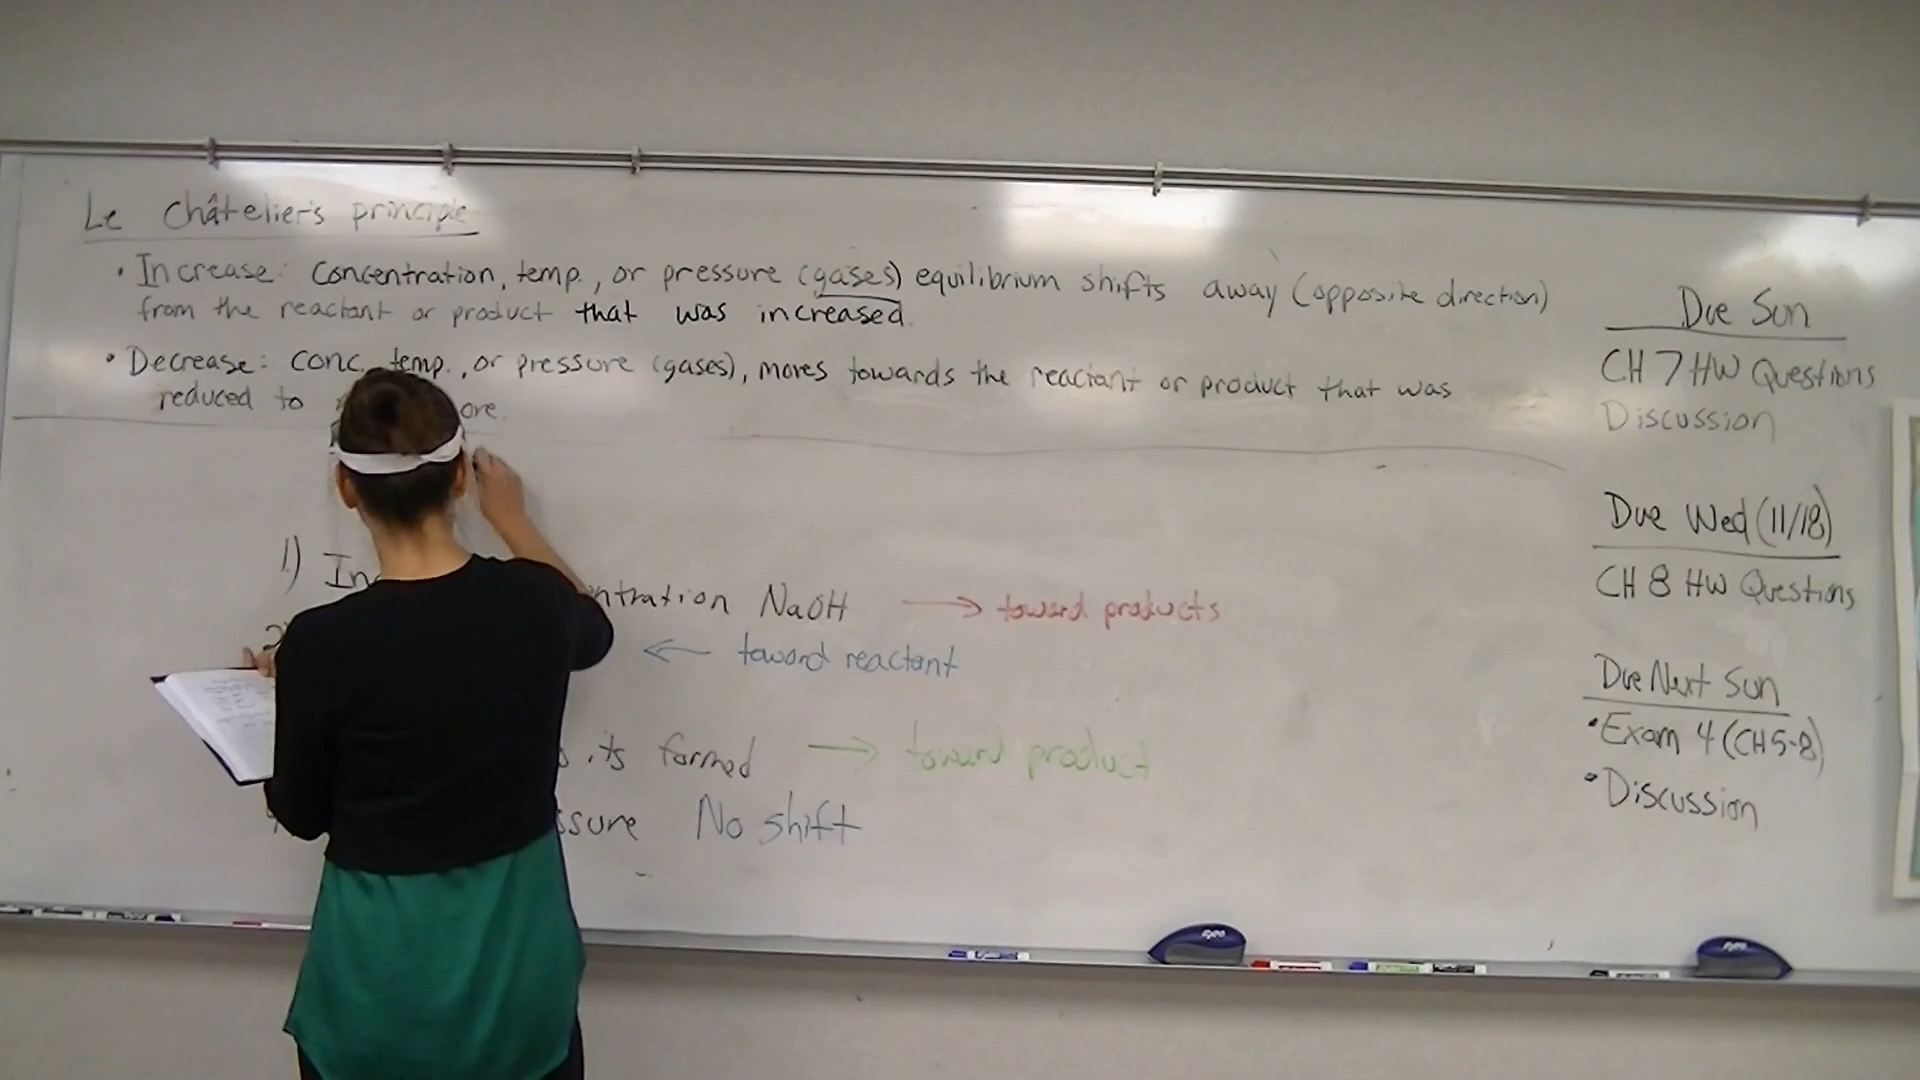 Le Châtelier's principle
• Increase: Concentration, temp., or pressure (gases) equilibrium shifts away (opposite direction)
from the reactant or product that was increased.
• Decrease: conc. temp., or pressure (gases), moves towards the reactant or product that was
reduced to
1) Inc ntration NaOH → toward products
← toward reactant
its formed → toward product
ssure No shift
Due Sun
CH 7 HW Questions
Discussion
Due Wed (11/18)
CH 8 HW Questions
Due Next Sun
• Exam 4 (CH 5-8)
• Discussion
expo
expo